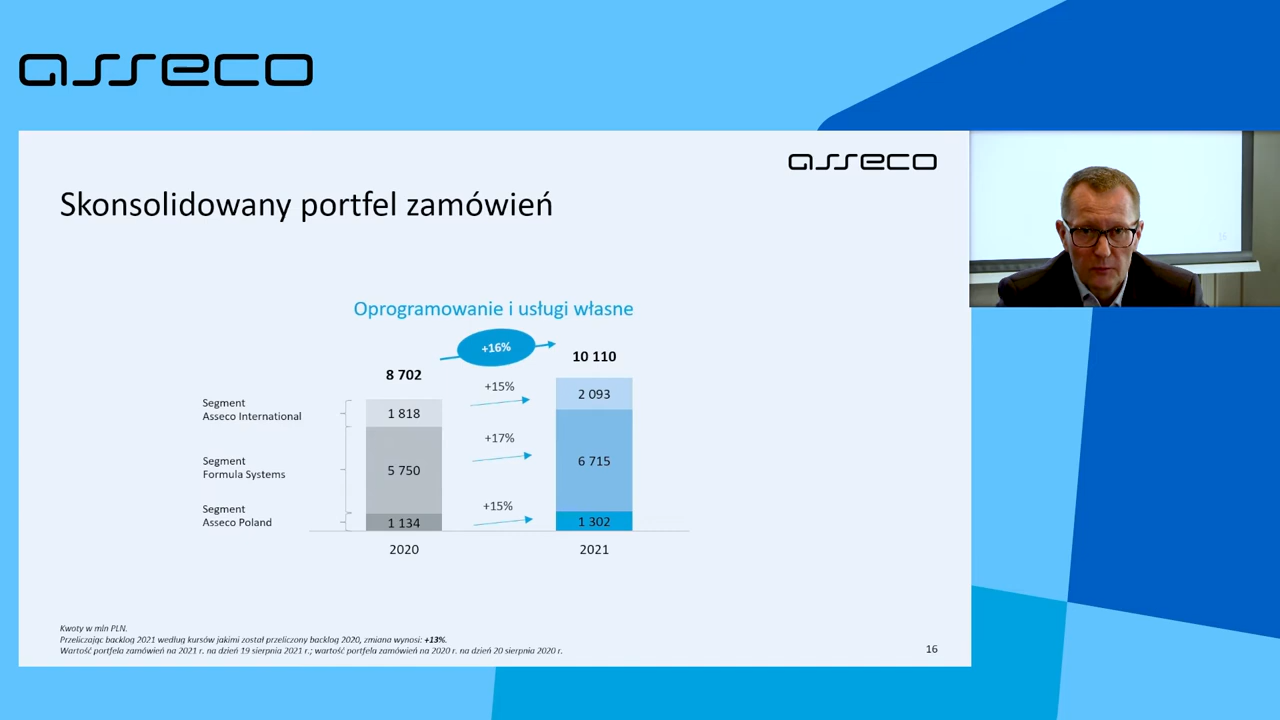 asseco
asseco
Skonsolidowany portfel zamówień
Oprogramowanie i usługi własne
+16%
10 110
8 702
+15%
2 093
Segment
Asseco International
1 818
+17%
Segment
Formula Systems
5 750
6 715
Segment
Asseco Poland
+15%
1 134
1 302
2020
2021
Kwoty w mln PLN.
Przeliczając backlog 2021 według kursów jakimi został przeliczony backlog 2020, zmiana wynosi: +13%.
Wartość portfela zamówień na 2021 r. na dzień 19 sierpnia 2021 r.; wartość portfela zamówień na 2020 r. na dzień 20 sierpnia 2020 r.
16
16